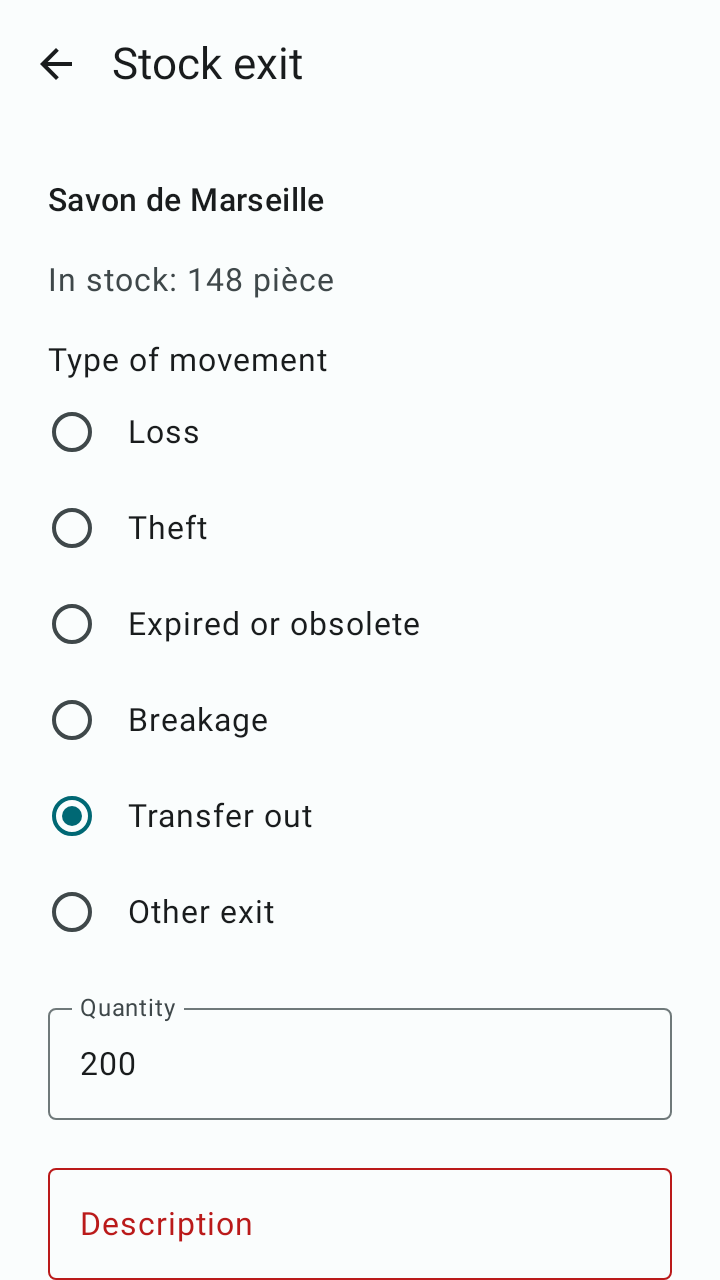 Stock exit
Savon de Marseille
In stock: 148 pièce
Type of movement
Loss
Theft
Expired or obsolete
Breakage
Transfer out
Other exit
Quantity
200
Description